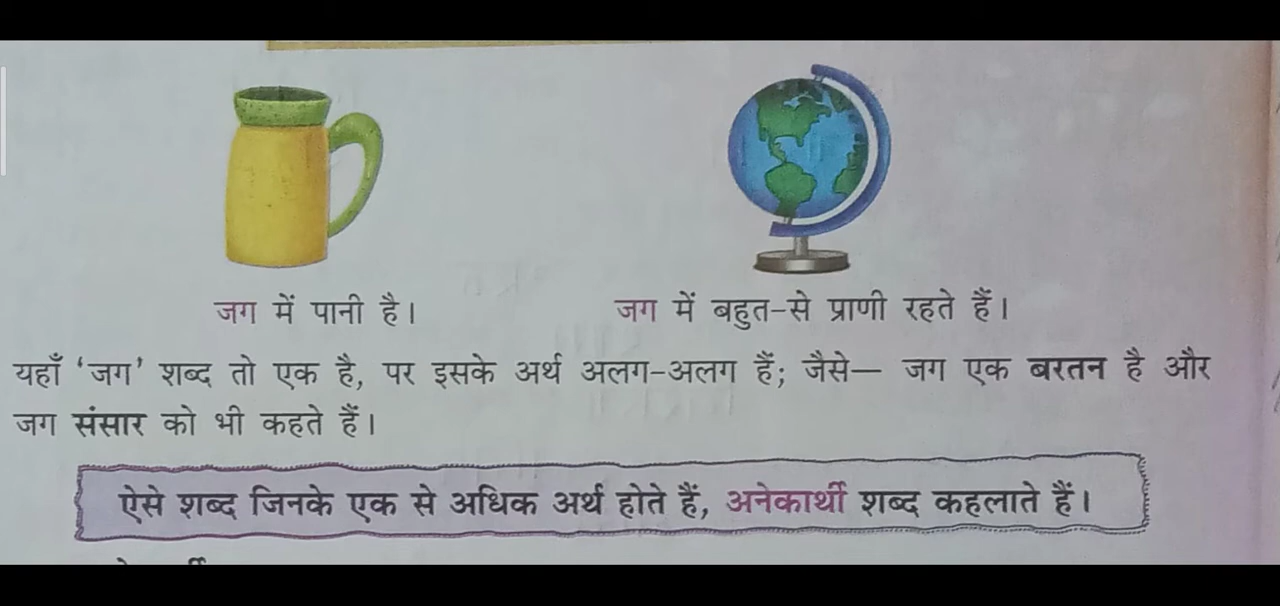 जग में पानी है।
जग में बहुत-से प्राणी रहते हैं।
यहाँ ‘जग’ शब्द तो एक है, पर इसके अर्थ अलग-अलग हैं; जैसे— जग एक बरतन है और
जग संसार को भी कहते हैं।
ऐसे शब्द जिनके एक से अधिक अर्थ होते हैं, अनेकार्थी शब्द कहलाते हैं।